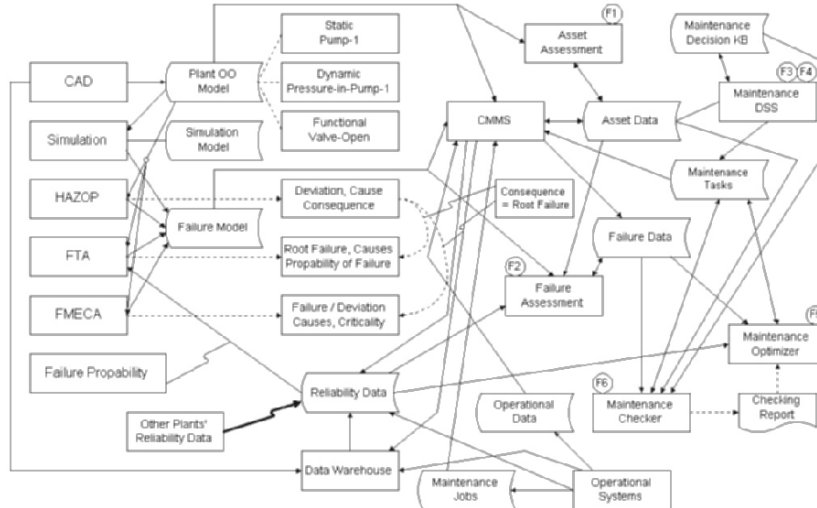 F1
Static
Pump-1
Asset
Assessment
Maintenance
Decision KB
CAD
Plant OO
Model
Dynamic
Pressure-in-Pump-1
F3 F4
Maintenance
DSS
Simulation
Simulation
Model
Functional
Valve-Open
CMMS
Asset Data
Maintenance
Tasks
HAZOP
Deviation, Cause
Consequence
Consequence
= Root Failure
Failure Model
Failure Data
FTA
Root Failure, Causes
Propability of Failure
F2
Failure
Assessment
FMECA
Failure / Deviation
Causes, Criticality
F5
Maintenance
Optimizer
Failure Propability
Reliability Data
F6
Operational
Data
Maintenance
Checker
Checking
Report
Other Plants'
Reliability Data
Data Warehouse
Maintenance
Jobs
Operational
Systems